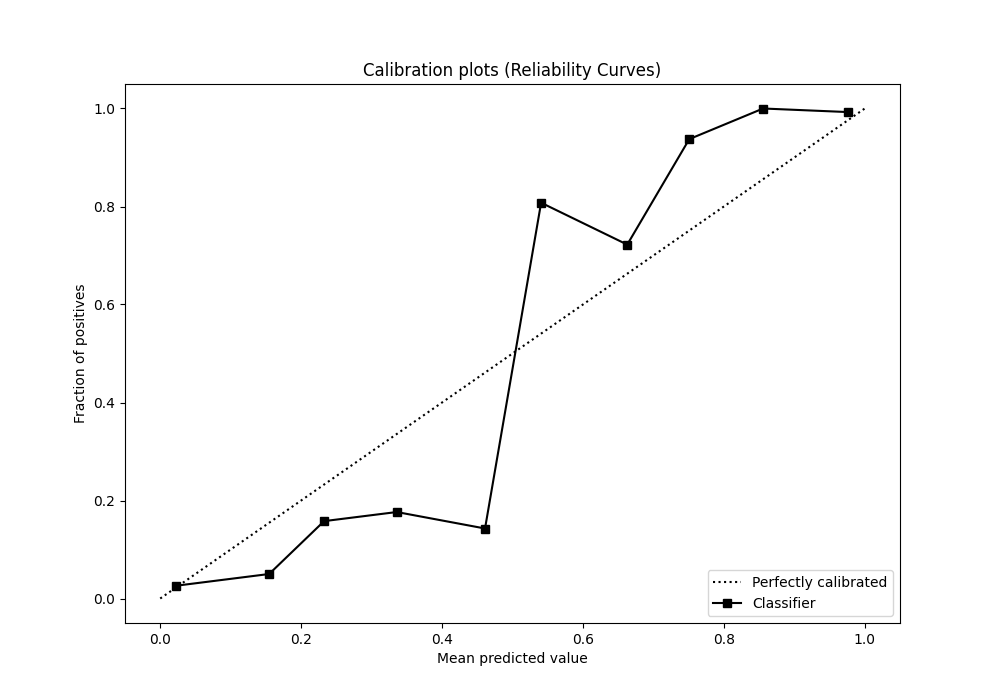 Calibration plots (Reliability Curves)
1.0
0.8
0.6
0.4
0.2
0.0
Fraction of positives
0.0 0.2 0.4 0.6 0.8 1.0
Mean predicted value
Perfectly calibrated
Classifier